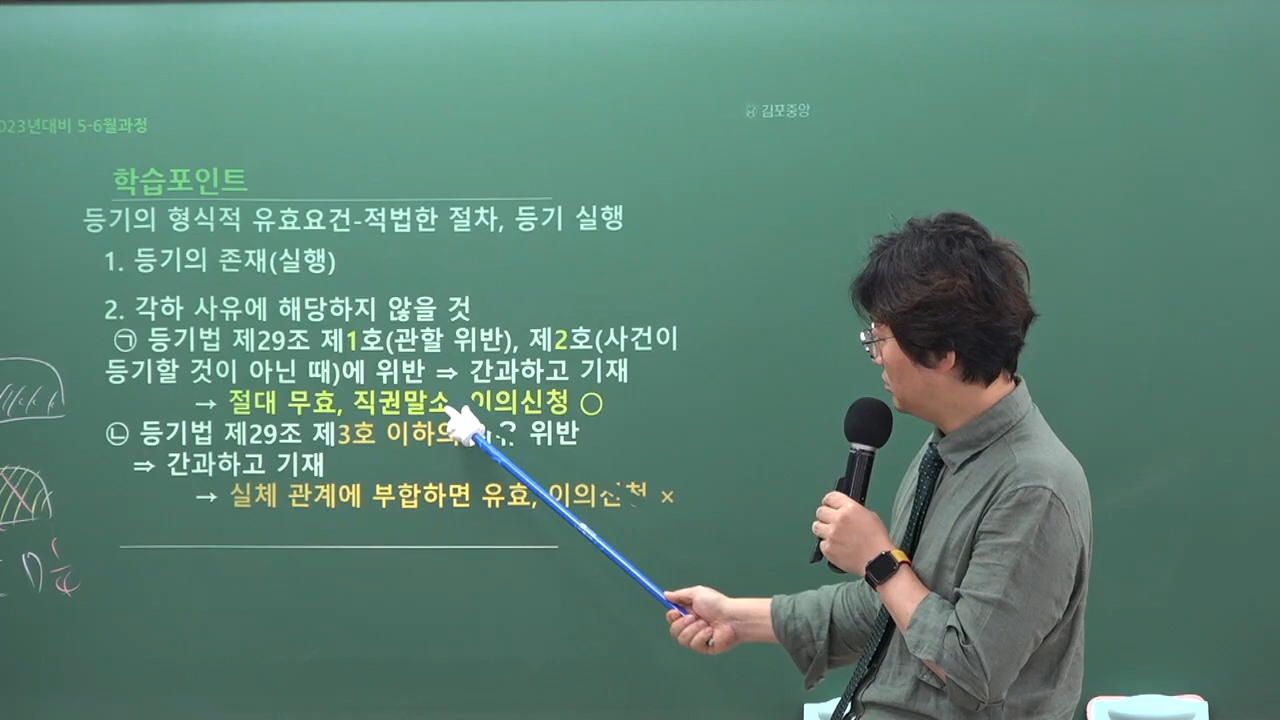 2023년대비 5-6월과정
김포중앙
학습포인트
등기의 형식적 유효요건-적법한 절차, 등기 실행
1. 등기의 존재(실행)
2. 각하 사유에 해당하지 않을 것
㉠ 등기법 제29조 제1호(관할 위반), 제2호(사건이
등기할 것이 아닌 때)에 위반 ⇒ 간과하고 기재
→ 절대 무효, 직권말소, 이의신청 ○
㉡ 등기법 제29조 제3호 이하의 위반
⇒ 간과하고 기재
→ 실체 관계에 부합하면 유효, 이의신청 ×